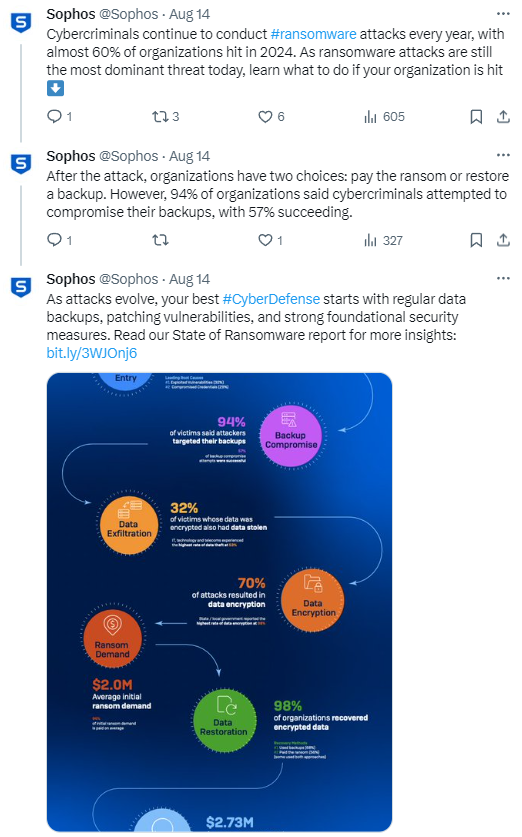 Sophos @Sophos · Aug 14
Cybercriminals continue to conduct #ransomware attacks every year, with
almost 60% of organizations hit in 2024. As ransomware attacks are still
the most dominant threat today, learn what to do if your organization is hit
1 3 6 605
Sophos @Sophos · Aug 14
After the attack, organizations have two choices: pay the ransom or restore
a backup. However, 94% of organizations said cybercriminals attempted to
compromise their backups, with 57% succeeding.
1 1 327
Sophos @Sophos · Aug 14
As attacks evolve, your best #CyberDefense starts with regular data
backups, patching vulnerabilities, and strong foundational security
measures. Read our State of Ransomware report for more insights:
bit.ly/3WJOnj6
Entry
Leading Root Causes
#1 Exploited Vulnerabilities (32%)
#2 Compromised Credentials (29%)
94%
of victims said attackers
targeted their backups
57%
of backup compromise
attempts were successful
Backup
Compromise
Data
Exfiltration
32%
of victims whose data was
encrypted also had data stolen
IT, technology and telecoms experienced
the highest rate of data theft at
70%
of attacks resulted in
data encryption
State / local government reported the
highest rate of data encryption at
Data
Encryption
Ransom
Demand
$2.0M
Average initial
ransom demand
of initial ransom demand
is paid on average
Data
Restoration
98%
of organizations recovered
encrypted data
Recovery Methods
#1 Used backups (68%)
#2 Paid the ransom (56%)
(some used both approaches)
$2.73M